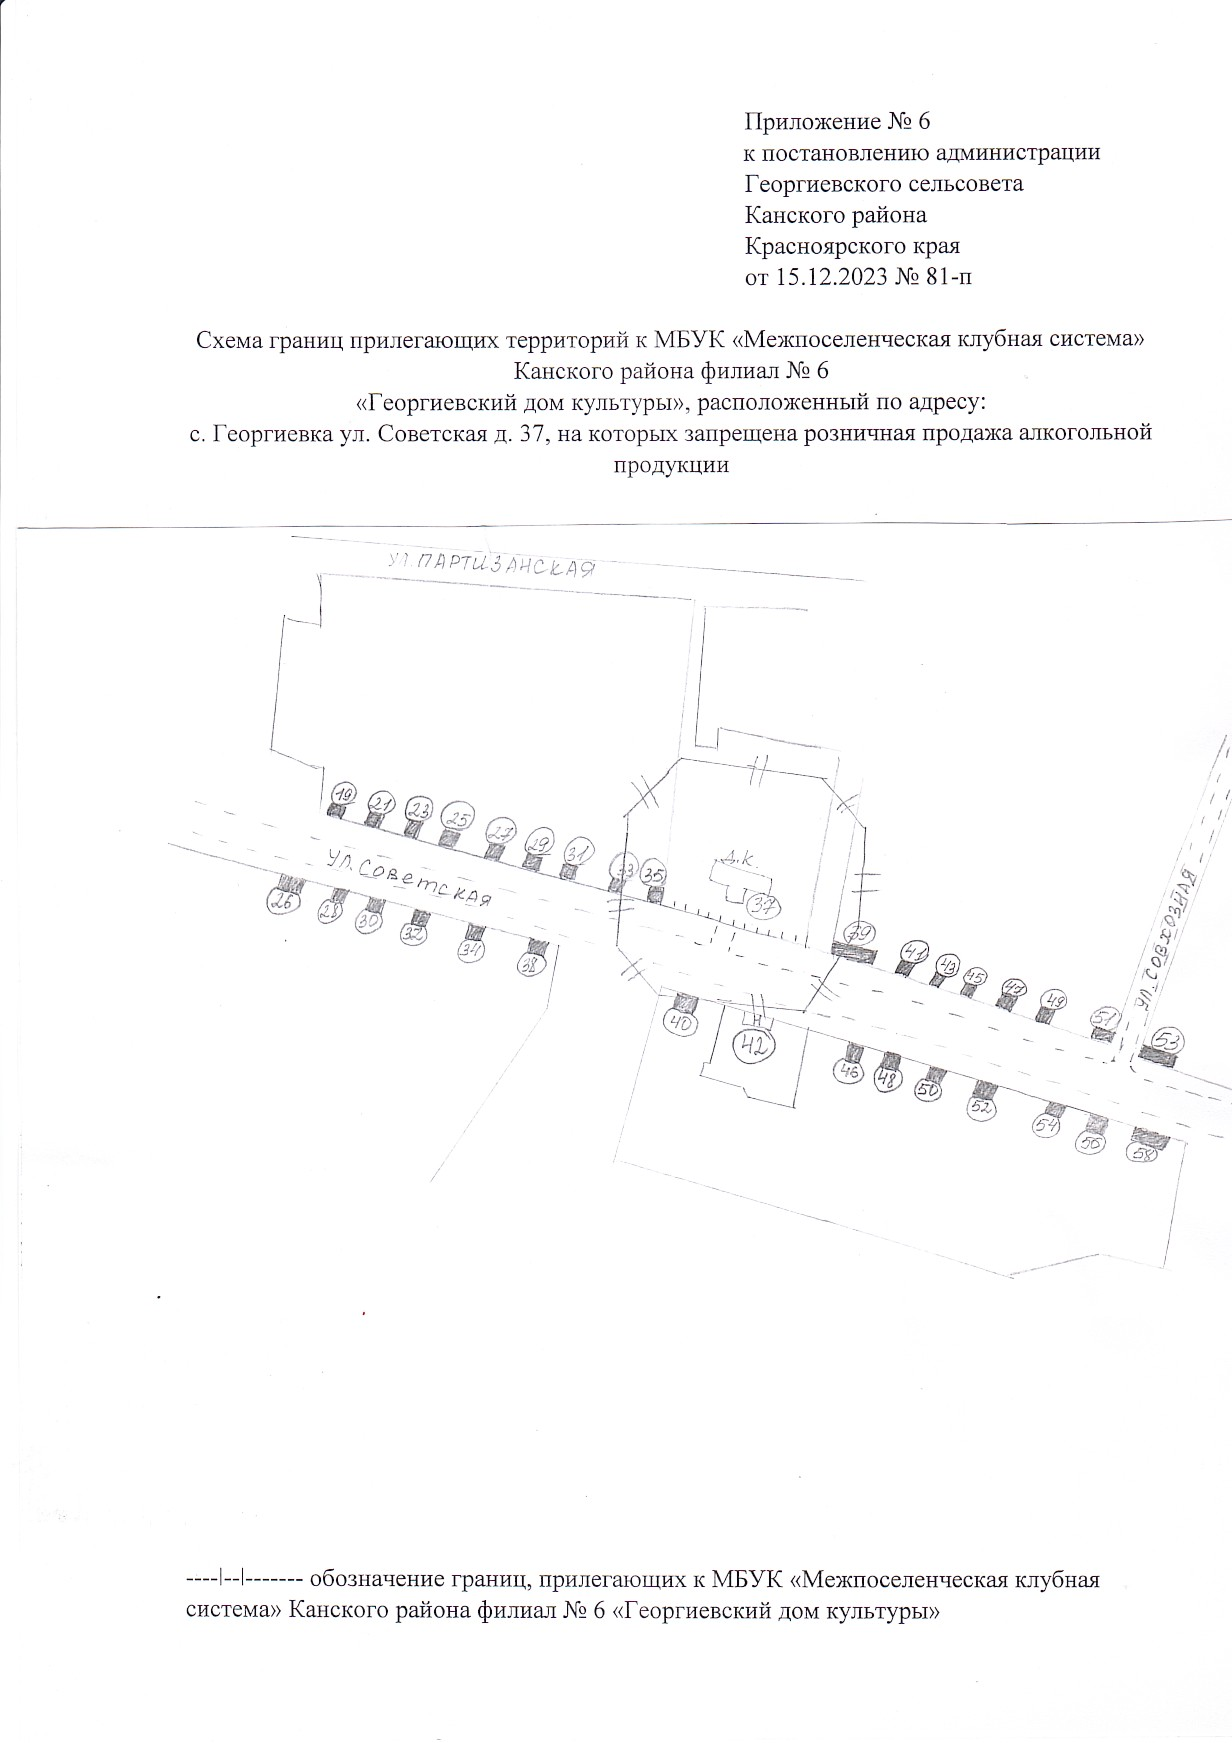 Приложение № 6
к постановлению администрации
Георгиевского сельсовета
Канского района
Красноярского края
от 15.12.2023 № 81-п
Схема границ прилегающих территорий к МБУК «Межпоселенческая клубная система»
Канского района филиал № 6
«Георгиевский дом культуры», расположенный по адресу:
с. Георгиевка ул. Советская д. 37, на которых запрещена розничная продажа алкогольной
продукции
УЛ. ПАРТИЗАНСКАЯ
19 21 23 25 27 29 31 33 35
Д.К.
37
39 41 43 45 47 49 51 53
УЛ. СОВЕТСКАЯ
УЛ. СОВХОЗНАЯ
26 28 30 32 34 38
40 42 46 48 50 52 54 56 58
----|--|------- обозначение границ, прилегающих к МБУК «Межпоселенческая клубная
система» Канского района филиал № 6 «Георгиевский дом культуры»